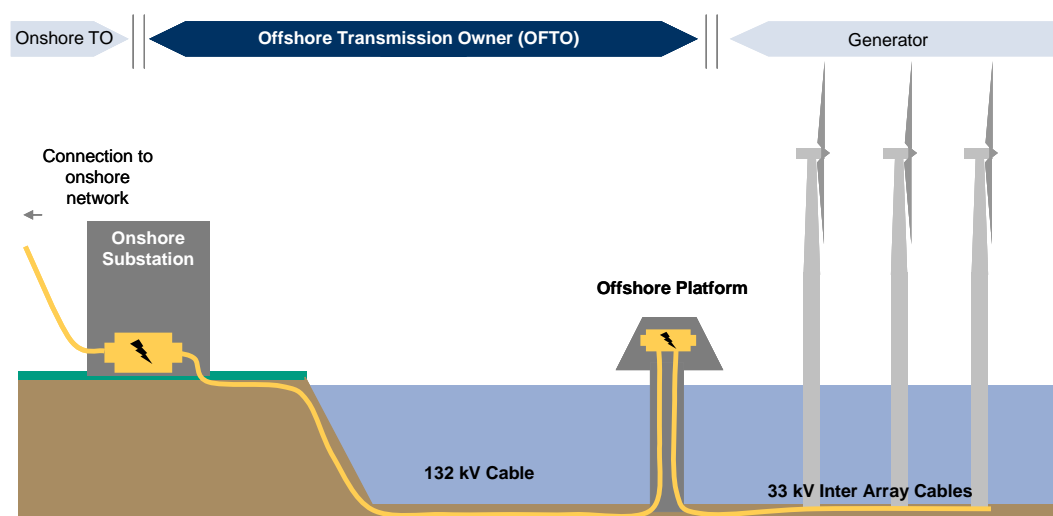 Onshore TO
Offshore Transmission Owner (OFTO)
Generator
Connection to
onshore
network
Onshore
Substation
Offshore Platform
132 kV Cable
33 kV Inter Array Cables